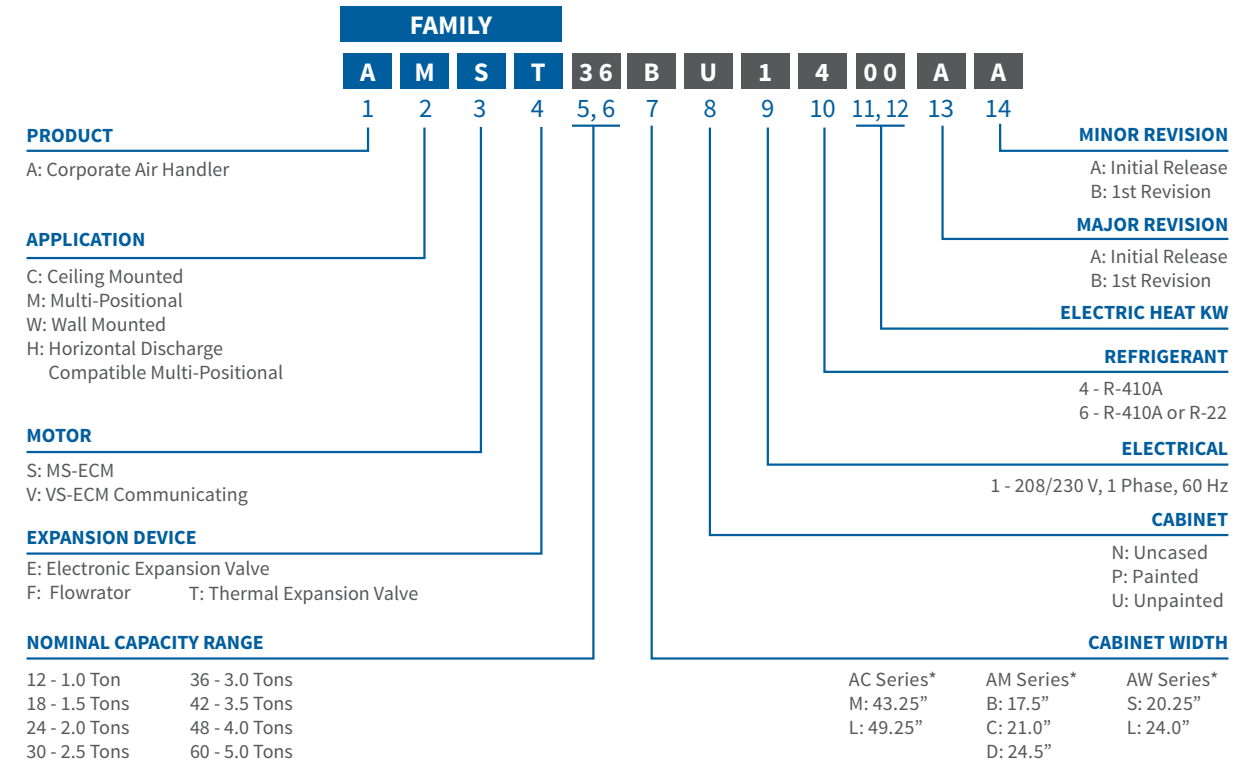 FAMILY
A M S T 36 B U 1 4 00 A A
1 2 3 4 5, 6 7 8 9 10 11, 12 13 14
PRODUCT
A: Corporate Air Handler
APPLICATION
C: Ceiling Mounted
M: Multi-Positional
W: Wall Mounted
H: Horizontal Discharge
Compatible Multi-Positional
MOTOR
S: MS-ECM
V: VS-ECM Communicating
EXPANSION DEVICE
E: Electronic Expansion Valve
F: Flowrator T: Thermal Expansion Valve
NOMINAL CAPACITY RANGE
12 - 1.0 Ton 36 - 3.0 Tons
18 - 1.5 Tons 42 - 3.5 Tons
24 - 2.0 Tons 48 - 4.0 Tons
30 - 2.5 Tons 60 - 5.0 Tons
MINOR REVISION
A: Initial Release
B: 1st Revision
MAJOR REVISION
A: Initial Release
B: 1st Revision
ELECTRIC HEAT KW
REFRIGERANT
4 - R-410A
6 - R-410A or R-22
ELECTRICAL
1 - 208/230 V, 1 Phase, 60 Hz
CABINET
N: Uncased
P: Painted
U: Unpainted
CABINET WIDTH
AC Series* AM Series* AW Series*
M: 43.25” B: 17.5” S: 20.25”
L: 49.25” C: 21.0” L: 24.0”
D: 24.5”